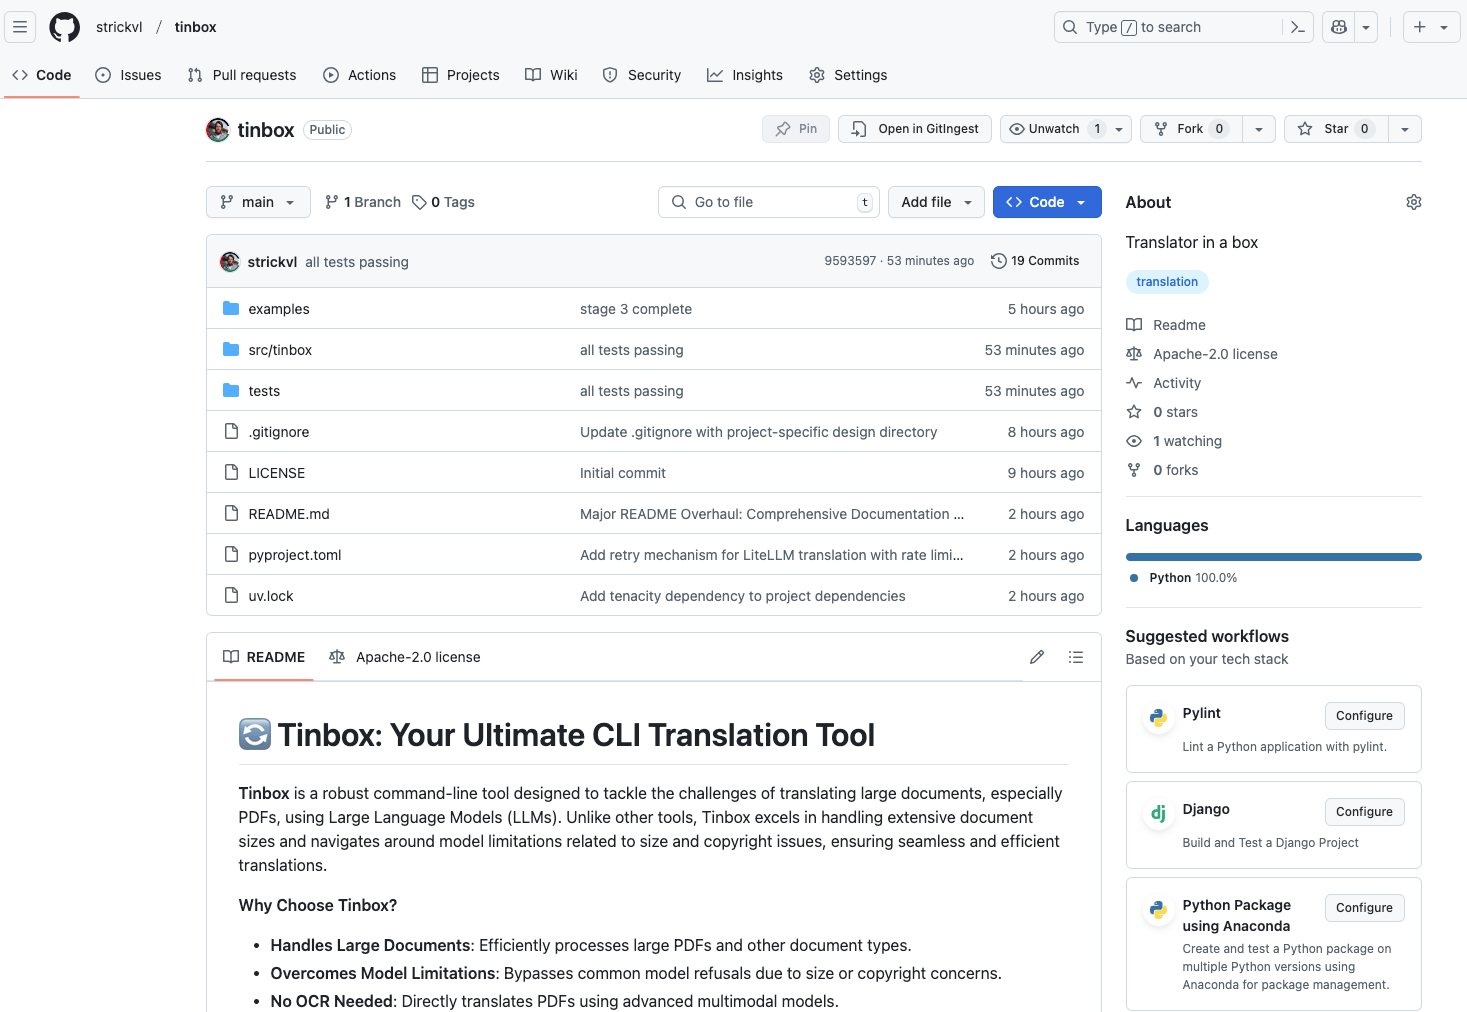 strickvl / tinbox
Type / to search
Code
Issues
Pull requests
Actions
Projects
Wiki
Security
Insights
Settings
tinbox Public
Pin
Open in GitIngest
Unwatch 1
Fork 0
Star 0
main
1 Branch
0 Tags
Go to file t
Add file
Code
strickvl all tests passing 9593597 · 53 minutes ago 19 Commits
examples stage 3 complete 5 hours ago
src/tinbox all tests passing 53 minutes ago
tests all tests passing 53 minutes ago
.gitignore Update .gitignore with project-specific design directory 8 hours ago
LICENSE Initial commit 9 hours ago
README.md Major README Overhaul: Comprehensive Documentation ... 2 hours ago
pyproject.toml Add retry mechanism for LiteLLM translation with rate limi... 2 hours ago
uv.lock Add tenacity dependency to project dependencies 2 hours ago
README
Apache-2.0 license
Tinbox: Your Ultimate CLI Translation Tool
Tinbox is a robust command-line tool designed to tackle the challenges of translating large documents, especially
PDFs, using Large Language Models (LLMs). Unlike other tools, Tinbox excels in handling extensive document
sizes and navigates around model limitations related to size and copyright issues, ensuring seamless and efficient
translations.
Why Choose Tinbox?
• Handles Large Documents: Efficiently processes large PDFs and other document types.
• Overcomes Model Limitations: Bypasses common model refusals due to size or copyright concerns.
• No OCR Needed: Directly translates PDFs using advanced multimodal models.
About
Translator in a box
translation
Readme
Apache-2.0 license
Activity
0 stars
1 watching
0 forks
Languages
Python 100.0%
Suggested workflows
Based on your tech stack
Pylint
Configure
Lint a Python application with pylint.
dj
Django
Configure
Build and Test a Django Project
Python Package
using Anaconda
Configure
Create and test a Python package on
multiple Python versions using
Anaconda for package management.